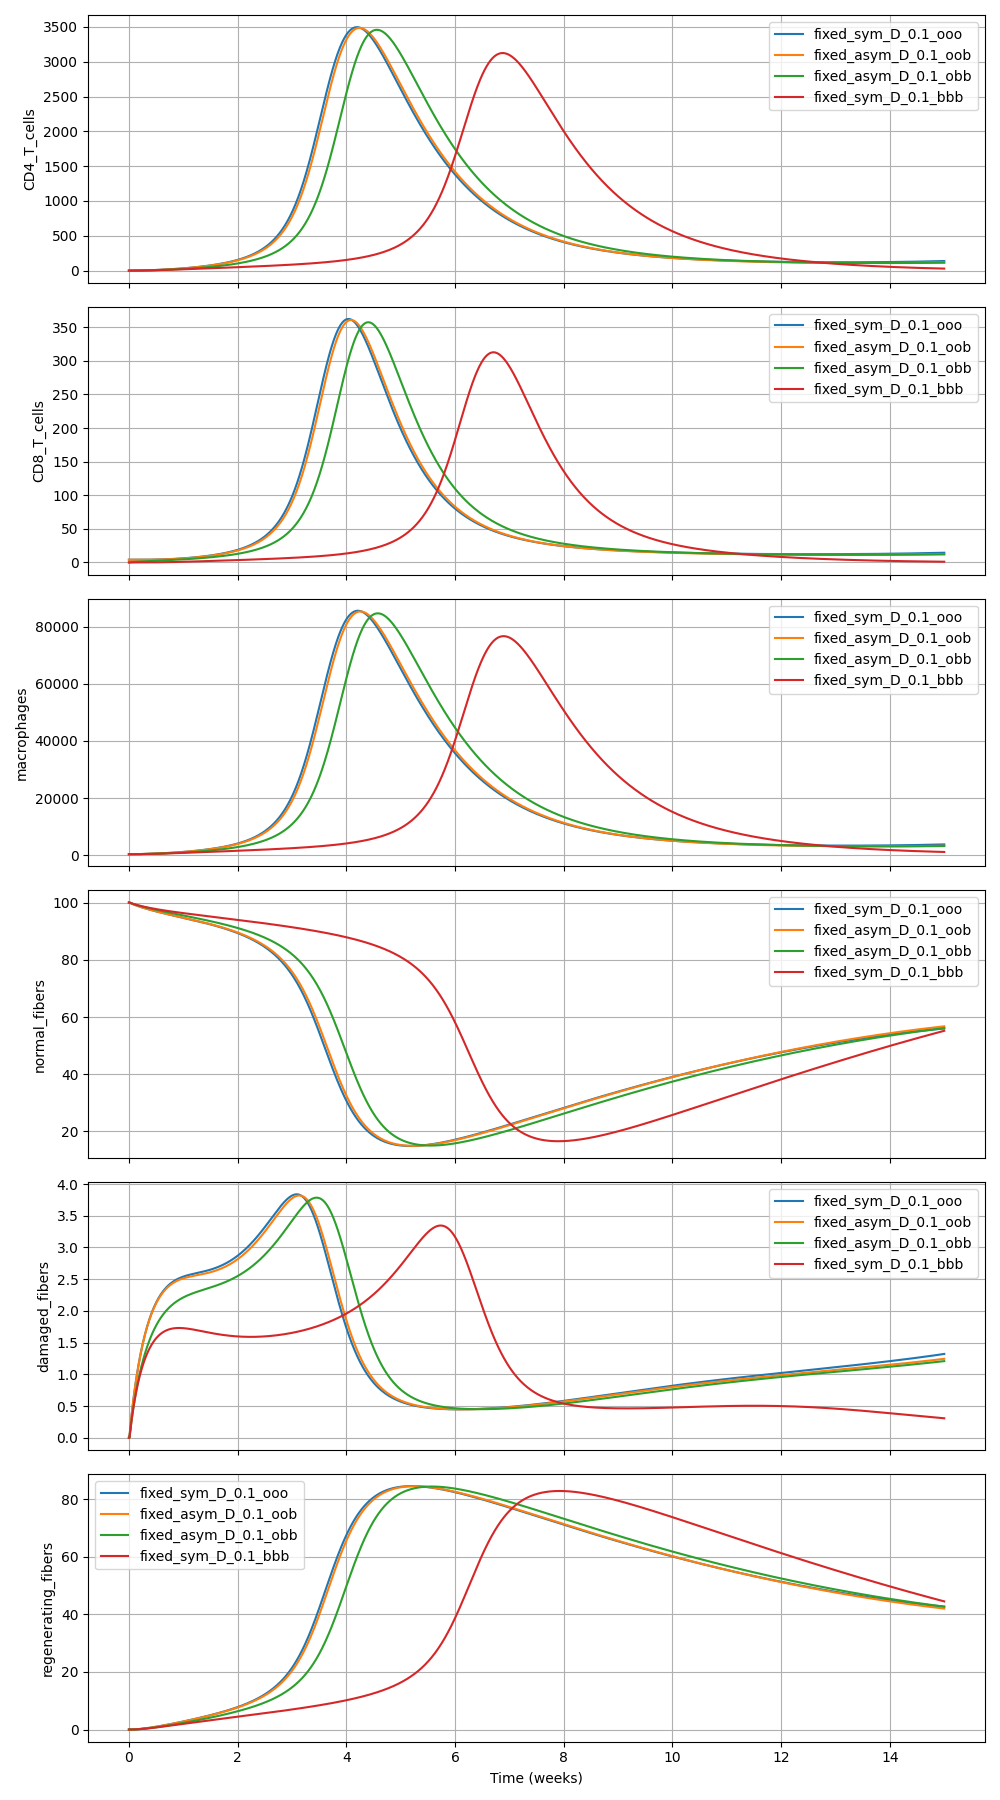 3500
3000
2500
2000
1500
1000
500
0
CD4_T_cells
fixed_sym_D_0.1_ooo
fixed_asym_D_0.1_oob
fixed_asym_D_0.1_obb
fixed_sym_D_0.1_bbb
350
300
250
200
150
100
50
0
CD8_T_cells
fixed_sym_D_0.1_ooo
fixed_asym_D_0.1_oob
fixed_asym_D_0.1_obb
fixed_sym_D_0.1_bbb
80000
60000
40000
20000
0
macrophages
fixed_sym_D_0.1_ooo
fixed_asym_D_0.1_oob
fixed_asym_D_0.1_obb
fixed_sym_D_0.1_bbb
100
80
60
40
20
normal_fibers
fixed_sym_D_0.1_ooo
fixed_asym_D_0.1_oob
fixed_asym_D_0.1_obb
fixed_sym_D_0.1_bbb
4.0
3.5
3.0
2.5
2.0
1.5
1.0
0.5
0.0
damaged_fibers
fixed_sym_D_0.1_ooo
fixed_asym_D_0.1_oob
fixed_asym_D_0.1_obb
fixed_sym_D_0.1_bbb
80
60
40
20
0
regenerating_fibers
fixed_sym_D_0.1_ooo
fixed_asym_D_0.1_oob
fixed_asym_D_0.1_obb
fixed_sym_D_0.1_bbb
0 2 4 6 8 10 12 14
Time (weeks)